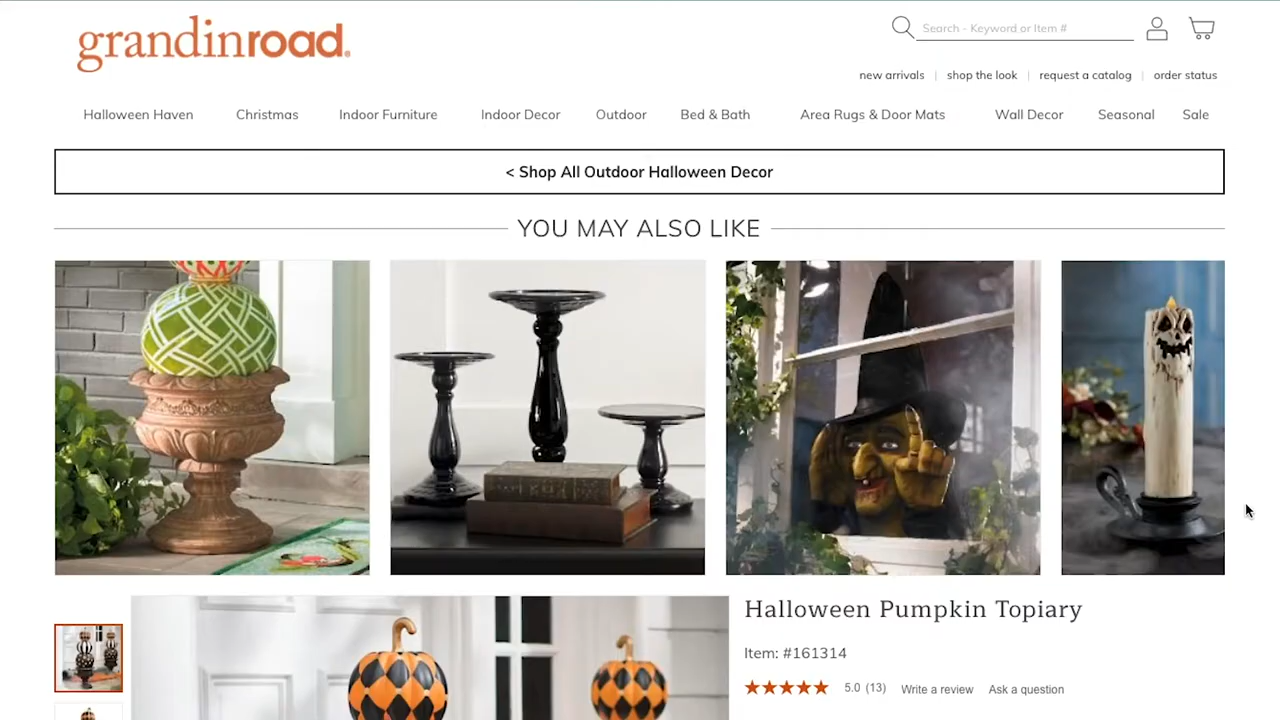 grandinroad®
Search - Keyword or Item #
new arrivals | shop the look | request a catalog | order status
Halloween Haven Christmas Indoor Furniture Indoor Decor Outdoor Bed & Bath Area Rugs & Door Mats Wall Decor Seasonal Sale
< Shop All Outdoor Halloween Decor
YOU MAY ALSO LIKE
Halloween Pumpkin Topiary
Item: #161314
5.0 (13) Write a review Ask a question